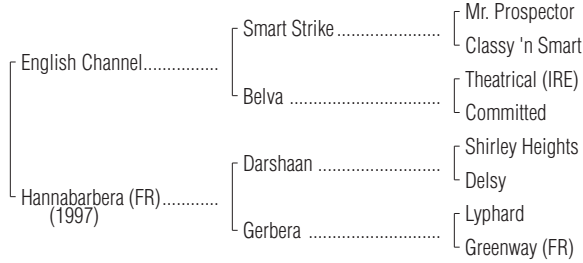 Mr. Prospector
Smart Strike ......................
Classy 'n Smart
English Channel...............
Theatrical (IRE)
Belva ................................
Committed
Shirley Heights
Darshaan ..........................
Delsy
Hannabarbera (FR)...........
(1997)
Lyphard
Gerbera ............................
Greenway (FR)